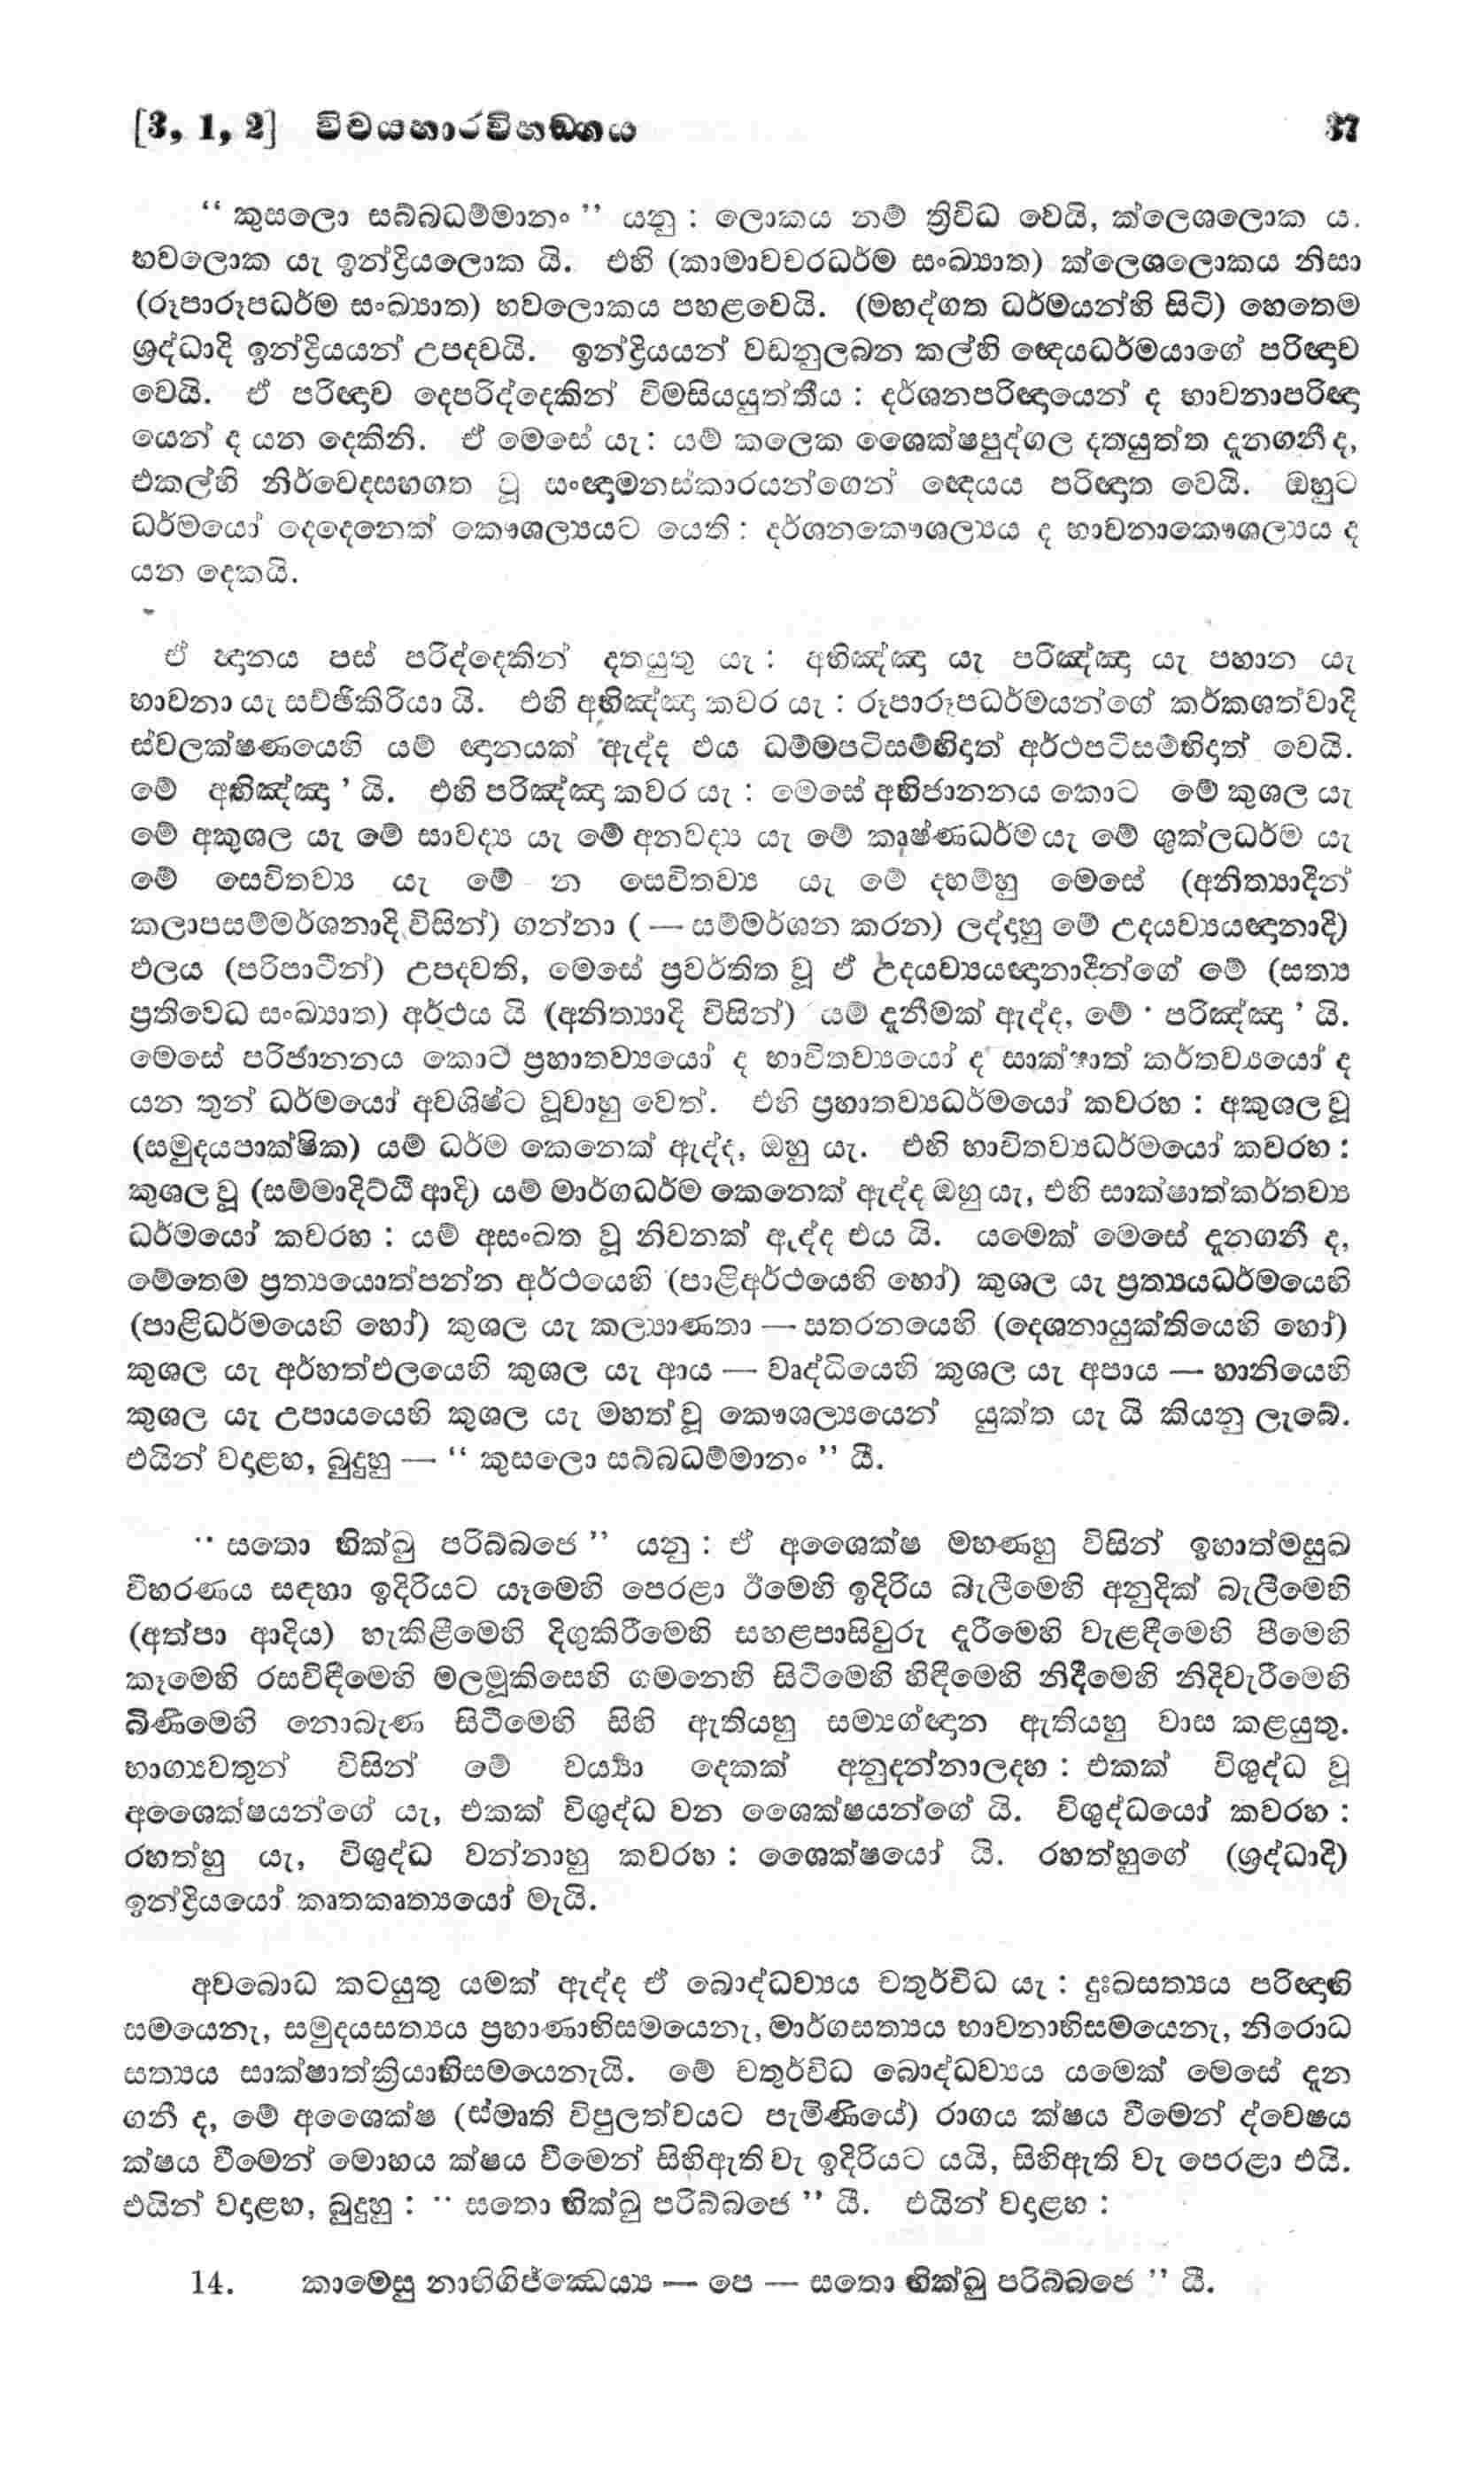 [3, 1, 2] විචයහාරවිභඞ්ගය 37
“ කුසලො සබ්බධම්මානං ” යනු : ලොකය නම් ත්‍රිවිධ වෙයි, ක්ලෙශලොක ය.
භවලොක යැ ඉන්ද්‍රියලොක යි. එහි (කාමාවචරධර්ම සංඛ්‍යාත) ක්ලෙශලොකය නිසා
(රූපාරූපධර්ම සංඛ්‍යාත) භවලොකය පහළවෙයි. (මහද්ගත ධර්මයන්හි සිටි) හෙතෙම
ශ්‍රද්ධාදි ඉන්ද්‍රියයන් උපදවයි. ඉන්ද්‍රියයන් වඩනුලබන කල්හි ඥෙයධර්මයාගේ පරිඥාව
වෙයි. ඒ පරිඥාව දෙපරිද්දෙකින් විමසියයුත්තීය : දර්ශනපරිඥායෙන් ද භාවනාපරිඥා
යෙන් ද යන දෙකිනි. ඒ මෙසේ යැ : යම් කලෙක ශෛක්ෂපුද්ගල දතයුත්ත දැනගනී ද,
එකල්හි නිර්වෙදසහගත වූ සංඥාමනස්කාරයන්ගෙන් ඥෙයය පරිඥාත වෙයි. ඔහුට
ධර්මයෝ දෙදෙනෙක් කෞශල්‍යයට යෙති : දර්ශනකෞශල්‍යය ද භාවනාකෞශල්‍යය ද
යන දෙකයි.
ඒ ඥානය පස් පරිද්දෙකින් දතයුතු යැ : අභිඤ්ඤා යැ පරිඤ්ඤා යැ පහාන යැ
භාවනා යැ සච්ඡිකිරියා යි. එහි අභිඤ්ඤා කවර යැ : රූපාරූපධර්මයන්ගේ කර්කශත්වාදි
ස්වලක්ෂණයෙහි යම් ඥානයක් ඇද්ද එය ධම්මපටිසම්භිදාත් අර්ථපටිසම්භිදාත් වෙයි.
මේ අභිඤ්ඤා ’ යි. එහි පරිඤ්ඤා කවර යැ : මෙසේ අභිජානනය කොට මේ කුශල යැ
මේ අකුශල යැ මේ සාවද්‍ය යැ මේ අනවද්‍ය යැ මේ කෘෂ්ණධර්ම යැ මේ ශුක්ලධර්ම යැ
මේ සෙවිතව්‍ය යැ මේ න සෙවිතව්‍ය යැ මේ දහම්හු මෙසේ (අනිත්‍යාදින්
කලාපසම්මර්ශනාදි විසින්) ගන්නා ( — සම්මර්ශන කරන) ලද්දාහු මේ උදයව්‍යයඥානාදි)
ඵලය (පරිපාටීන්) උපදවති, මෙසේ ප්‍රවර්තිත වූ ඒ උදයව්‍යයඥානාදීන්ගේ මේ (සත්‍ය
ප්‍රතිවෙධ සංඛ්‍යාත) අර්ථය යි (අනිත්‍යාදි විසින්) යම් දැනීමක් ඇද්ද, මේ ‘ පරිඤ්ඤා ’ යි.
මෙසේ පරිජානනය කොට ප්‍රහාතව්‍යයෝ ද භාවිතව්‍යයෝ ද සාක්ෂාත් කර්තව්‍යයෝ ද
යන තුන් ධර්මයෝ අවශිෂ්ට වූවාහු වෙත්. එහි ප්‍රහාතව්‍යධර්මයෝ කවරහ : අකුශල වූ
(සමුදයපාක්ෂික) යම් ධර්ම කෙනෙක් ඇද්ද, ඔහු යැ. එහි භාවිතව්‍යධර්මයෝ කවරහ :
කුශල වූ (සම්මාදිට්ඨි ආදි) යම් මාර්ගධර්ම කෙනෙක් ඇද්ද ඔහු යැ, එහි සාක්ෂාත්කර්තව්‍ය
ධර්මයෝ කවරහ : යම් අසංඛත වූ නිවනක් ඇද්ද එය යි. යමෙක් මෙසේ දැනගනී ද,
මේතෙම ප්‍රත්‍යයොත්පන්න අර්ථයෙහි (පාළිඅර්ථයෙහි හෝ) කුශල යැ ප්‍රත්‍යයධර්මයෙහි
(පාළිධර්මයෙහි හෝ) කුශල යැ කල්‍යාණතා — සතරනයෙහි (දෙශනායුක්තියෙහි හෝ)
කුශල යැ අර්හත්ඵලයෙහි කුශල යැ ආය — වෘද්ධියෙහි කුශල යැ අපාය — හානියෙහි
කුශල යැ උපායයෙහි කුශල යැ මහත් වූ කෞශල්‍යයෙන් යුක්ත යැ යි කියනු ලැබේ.
එයින් වදාළහ, බුදුහු — “ කුසලො සබ්බධම්මානං ” යී.
“ සතො භික්ඛු පරිබ්බජෙ ” යනු : ඒ අශෛක්ෂ මහණහු විසින් ඉහාත්මසුඛ
විහරණය සඳහා ඉදිරියට යෑමෙහි පෙරළා ඊමෙහි ඉදිරිය බැලීමෙහි අනුදික් බැලීමෙහි
(අත්පා ආදිය) හැකිළීමෙහි දිගුකිරීමෙහි සඟළපාසිවුරු දැරීමෙහි වැළඳීමෙහි පීමෙහි
කෑමෙහි රසවිඳීමෙහි මලමූකිසෙහි ගමනෙහි සිටීමෙහි හිඳීමෙහි නිදීමෙහි නිදිවැරීමෙහි
බිණීමෙහි නොබැණ සිටීමෙහි සිහි ඇතියහු සම්‍යග්ඥාන ඇතියහු වාස කළයුතු.
භාග්‍යවතුන් විසින් මේ චර්‍ය්‍යා දෙකක් අනුදන්නාලදහ : එකක් විශුද්ධ වූ
අශෛක්ෂයන්ගේ යැ, එකක් විශුද්ධ වන ශෛක්ෂයන්ගේ යි. විශුද්ධයෝ කවරහ :
රහත්හු යැ, විශුද්ධ වන්නාහු කවරහ : ශෛක්ෂයෝ යි. රහත්හුගේ (ශ්‍රද්ධාදි)
ඉන්ද්‍රියයෝ කෘතකෘත්‍යයෝ මැයි.
අවබොධ කටයුතු යමක් ඇද්ද ඒ බොද්ධව්‍යය චතුර්විධ යැ : දුඃඛසත්‍යය පරිඥාභි
සමයෙනැ, සමුදයසත්‍යය ප්‍රහාණාභිසමයෙනැ, මාර්ගසත්‍යය භාවනාභිසමයෙනැ, නිරොධ
සත්‍යය සාක්ෂාත්ක්‍රියාභිසමයෙනැයි. මේ චතුර්විධ බොද්ධව්‍යය යමෙක් මෙසේ දැන
ගනී ද, මේ අශෛක්ෂ (ස්මෘති විපුලත්වයට පැමිණියේ) රාගය ක්ෂය වීමෙන් ද්වෙෂය
ක්ෂය වීමෙන් මොහය ක්ෂය වීමෙන් සිහිඇති වැ ඉදිරියට යයි, සිහිඇති වැ පෙරළා එයි.
එයින් වදාළහ, බුදුහු : “ සතො භික්ඛු පරිබ්බජෙ ” යී. එයින් වදාළහ :
14. කාමෙසු නාභිගිජ්ඣෙය්‍ය — පෙ — සතො භික්ඛු පරිබ්බජෙ ” යී.